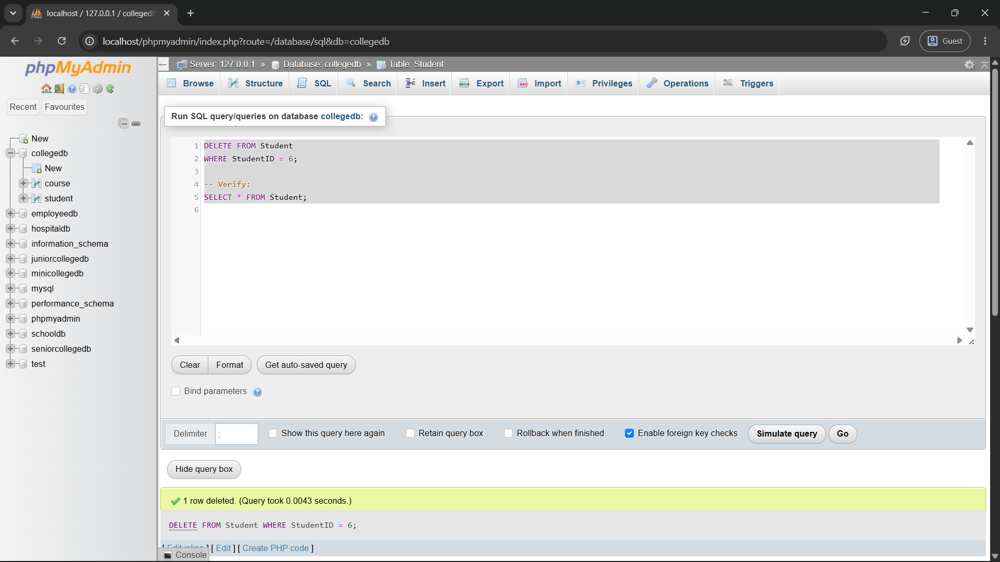 localhost / 127.0.0.1 / collegedb
localhost/phpmyadmin/index.php?route=/database/sql&db=collegedb
Guest
phpMyAdmin
Recent
Favourites
New
collegedb
New
course
student
employeedb
hospitaldb
information_schema
juniorcollegedb
minicollegedb
mysql
performance_schema
phpmyadmin
schooldb
seniorcollegedb
test
Server: 127.0.0.1 » Database: collegedb » Table: Student
Browse Structure SQL Search Insert Export Import Privileges Operations Triggers
Run SQL query/queries on database collegedb:
1 DELETE FROM Student
2 WHERE StudentID = 6;
3
4 -- Verify:
5 SELECT * FROM Student;
6
Clear Format Get auto-saved query
Bind parameters
Delimiter ; Show this query here again Retain query box Rollback when finished Enable foreign key checks Simulate query Go
Hide query box
1 row deleted. (Query took 0.0043 seconds.)
DELETE FROM Student WHERE StudentID = 6;
[ Edit inline ] [ Edit ] [ Create PHP code ]
Console